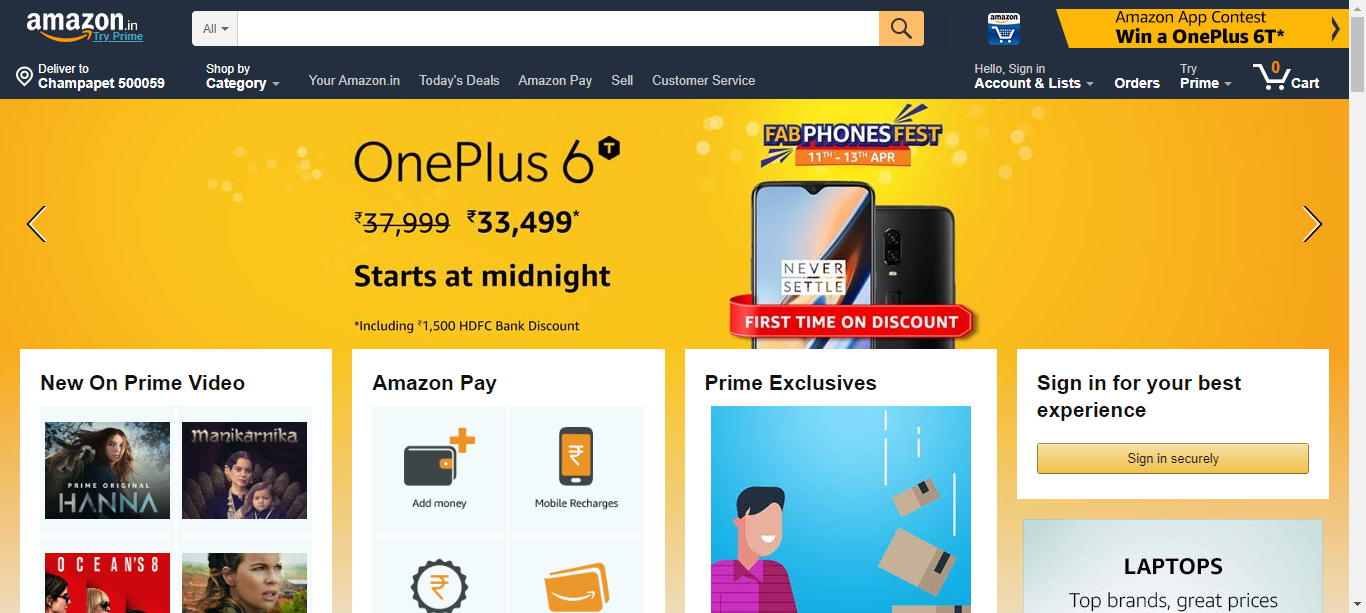 amazon.in
Try Prime
All
amazon
Amazon App Contest
Win a OnePlus 6T*
Deliver to
Champapet 500059
Shop by
Category
Your Amazon.in
Today's Deals
Amazon Pay
Sell
Customer Service
Hello, Sign in
Account & Lists
Orders
Try
Prime
0
Cart
OnePlus 6T
₹37,999 ₹33,499*
Starts at midnight
*Including ₹1,500 HDFC Bank Discount
FABPHONESFEST
11TH - 13TH APR
NEVER
SETTLE
FIRST TIME ON DISCOUNT
New On Prime Video
PRIME ORIGINAL
HANNA
Manikarnika
OCEAN'S 8
Amazon Pay
Add money
₹
Mobile Recharges
₹
Prime Exclusives
Sign in for your best
experience
Sign in securely
LAPTOPS
Top brands, great prices